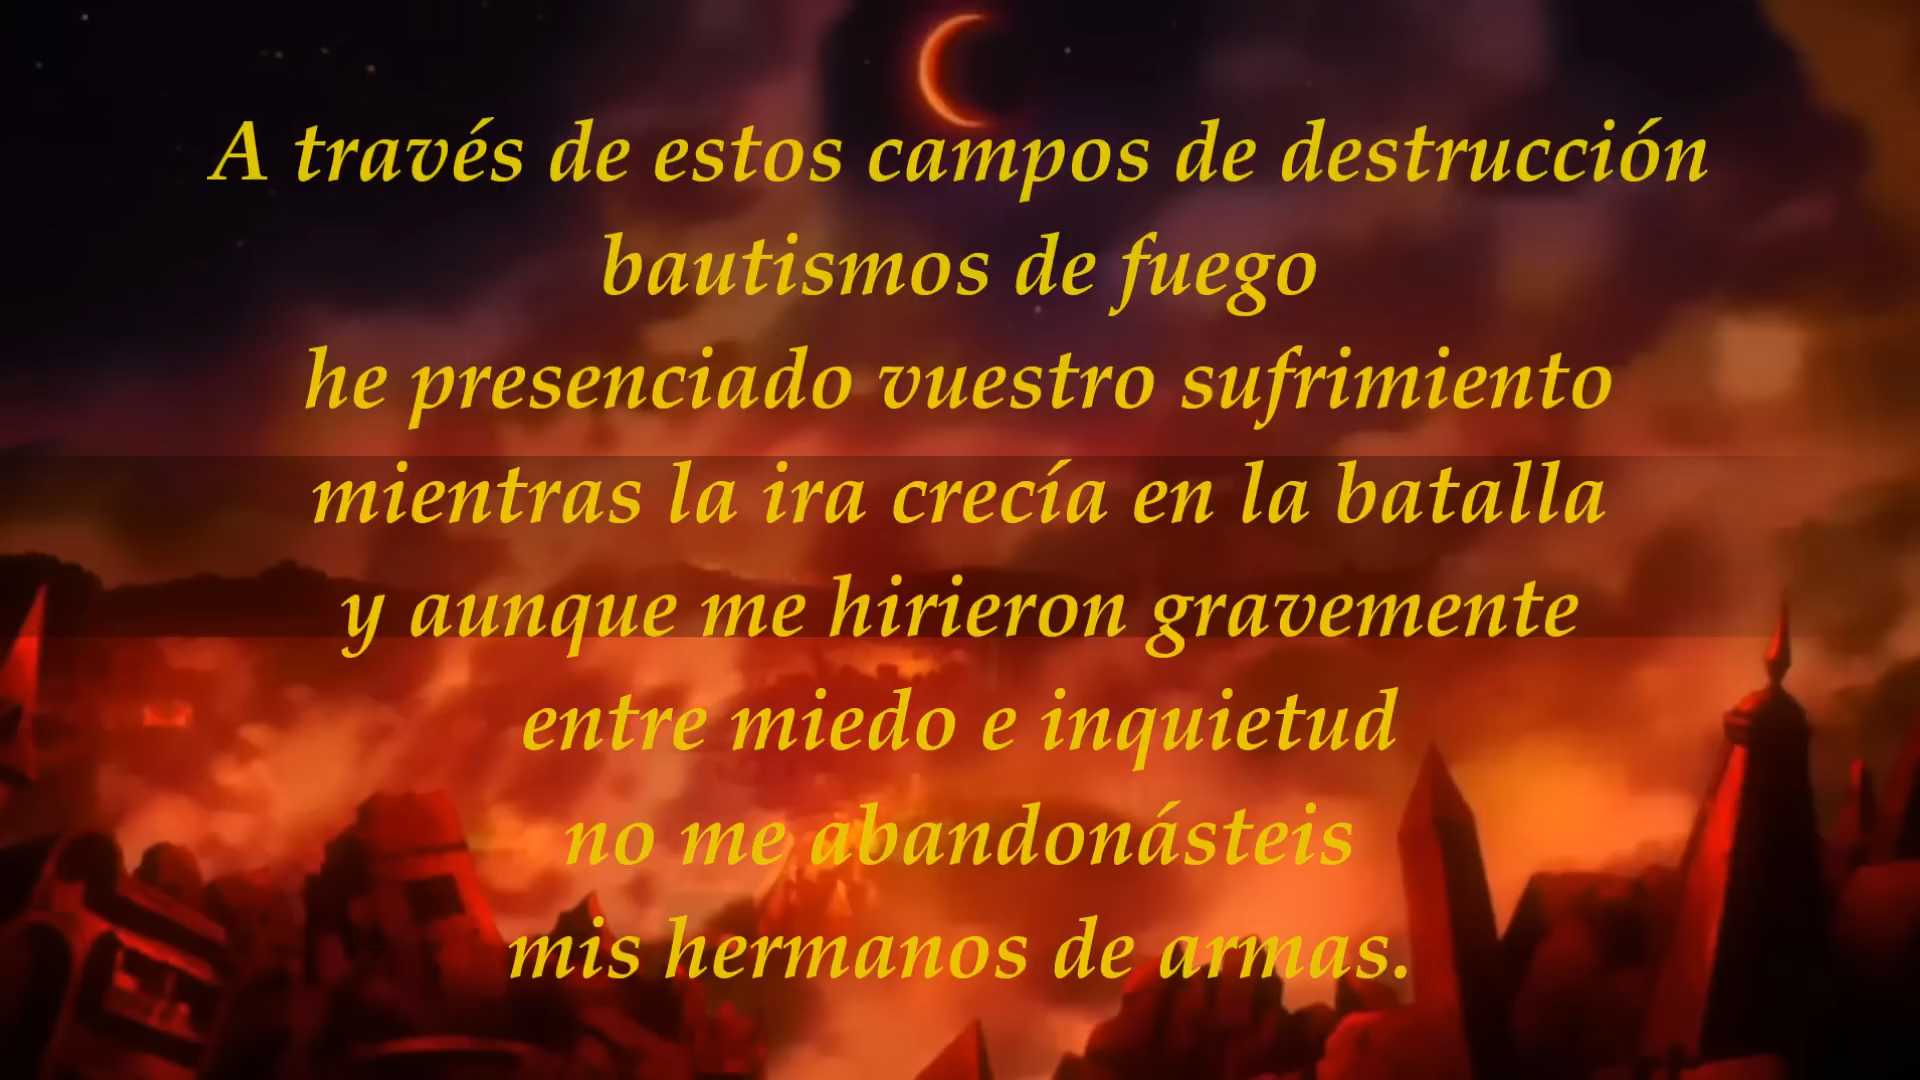 A través de estos campos de destrucción
bautismos de fuego
he presenciado vuestro sufrimiento
mientras la ira crecía en la batalla
y aunque me hirieron gravemente
entre miedo e inquietud
no me abandonásteis
mis hermanos de armas.